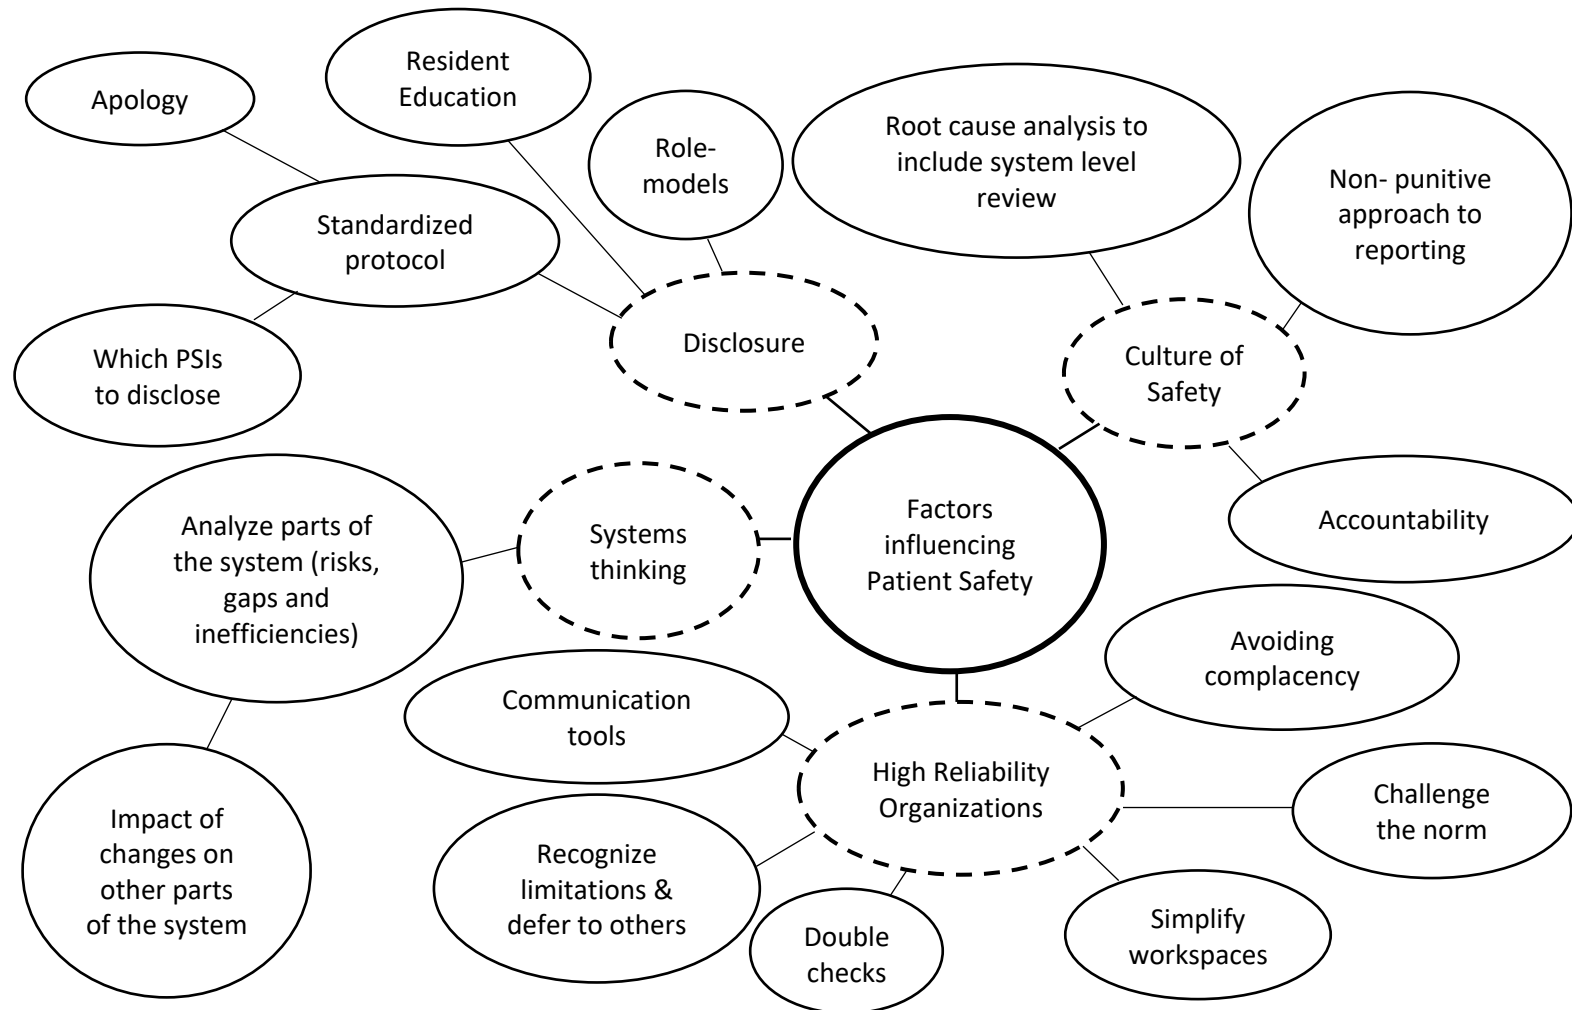 Apology
Resident
Education
Role-
models
Root cause analysis to
include system level
review
Non- punitive
approach to
reporting
Standardized
protocol
Which PSIs
to disclose
Disclosure
Culture of
Safety
Accountability
Analyze parts of
the system (risks,
gaps and
inefficiencies)
Systems
thinking
Factors
influencing
Patient Safety
Avoiding
complacency
Communication
tools
High Reliability
Organizations
Challenge
the norm
Impact of
changes on
other parts
of the system
Recognize
limitations &
defer to others
Double
checks
Simplify
workspaces